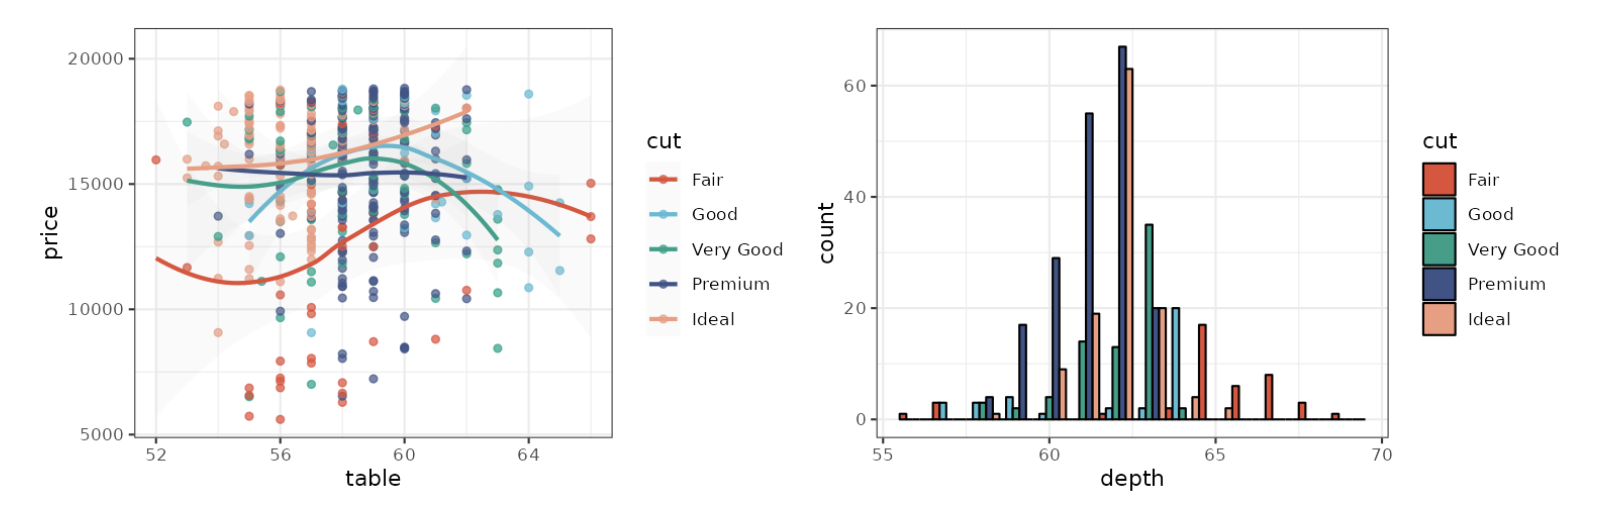 20000
15000
10000
5000
price
52
56
60
64
table
cut
Fair
Good
Very Good
Premium
Ideal
60
40
20
0
count
55
60
65
70
depth
cut
Fair
Good
Very Good
Premium
Ideal